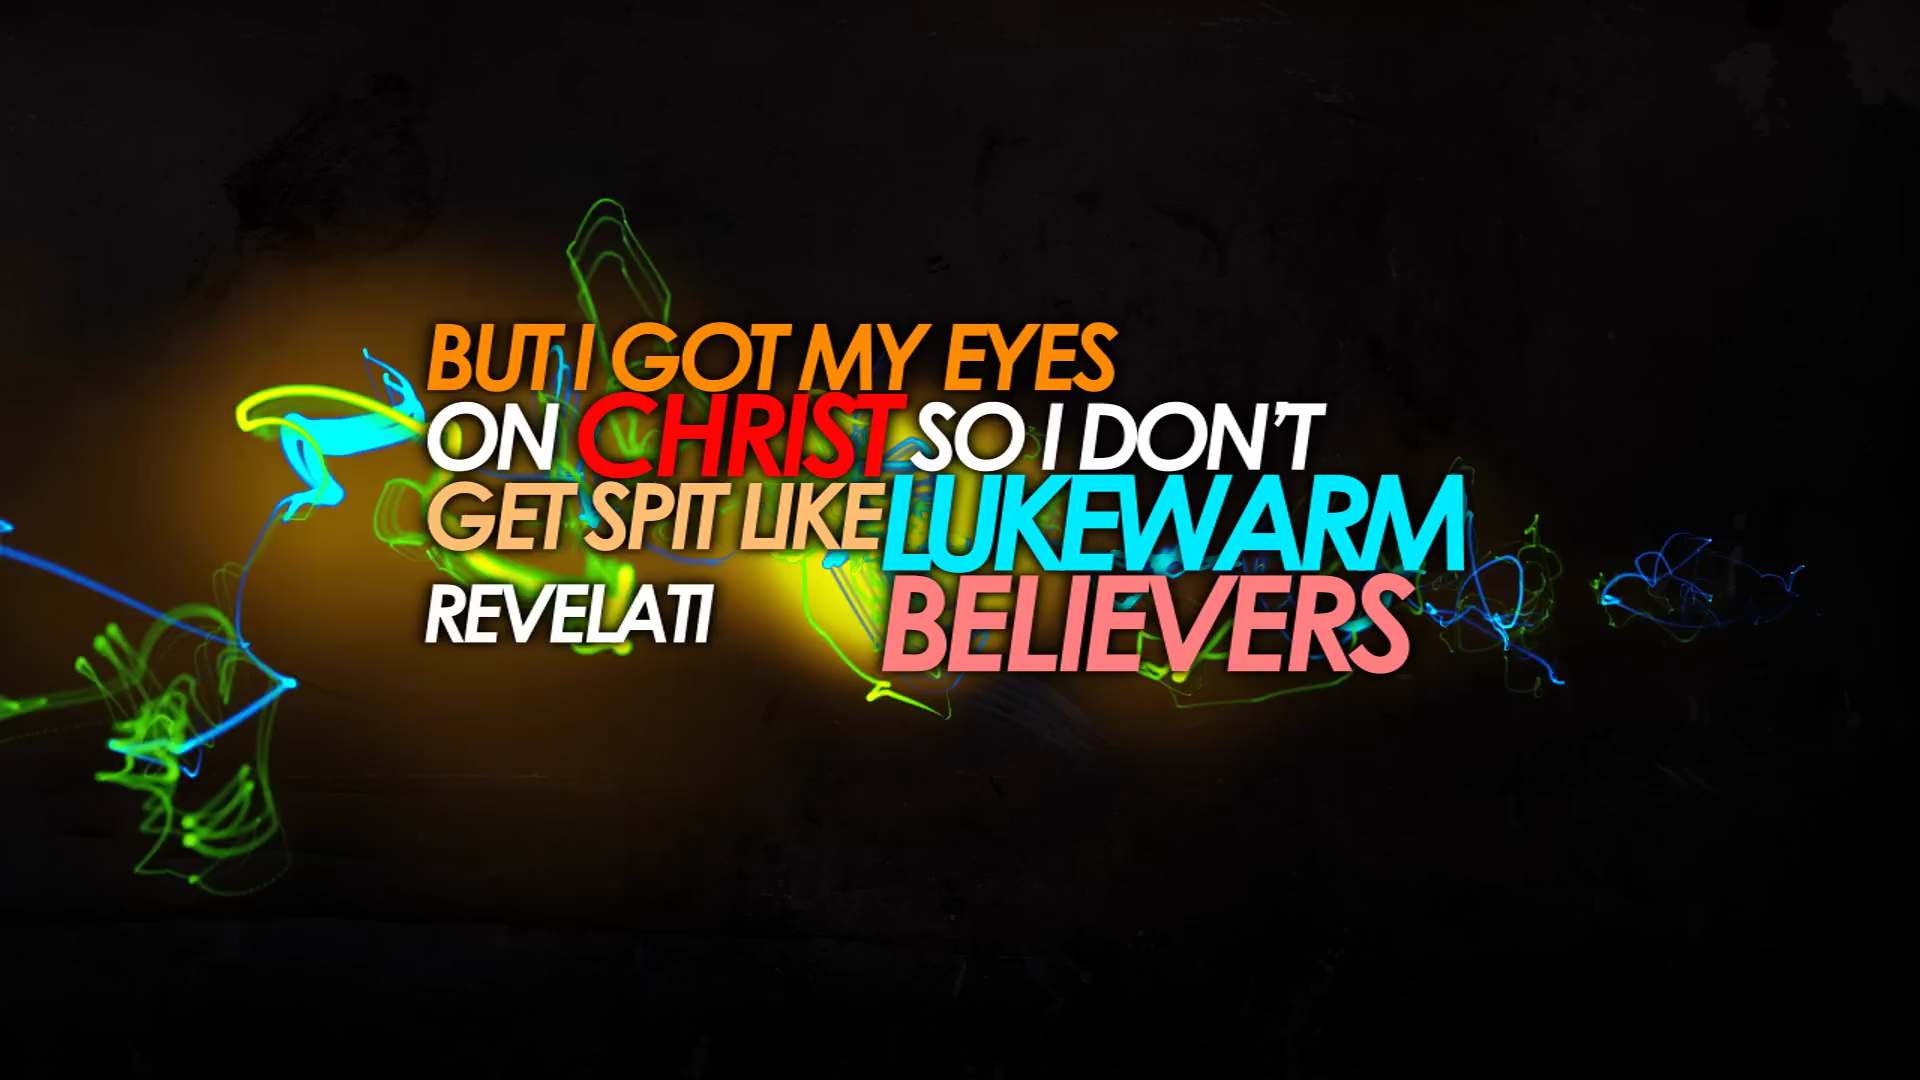 BUT I GOT MY EYES
ON CHRIST SO I DON'T
GET SPIT LIKE LUKEWARM
BELIEVERS
REVELATI